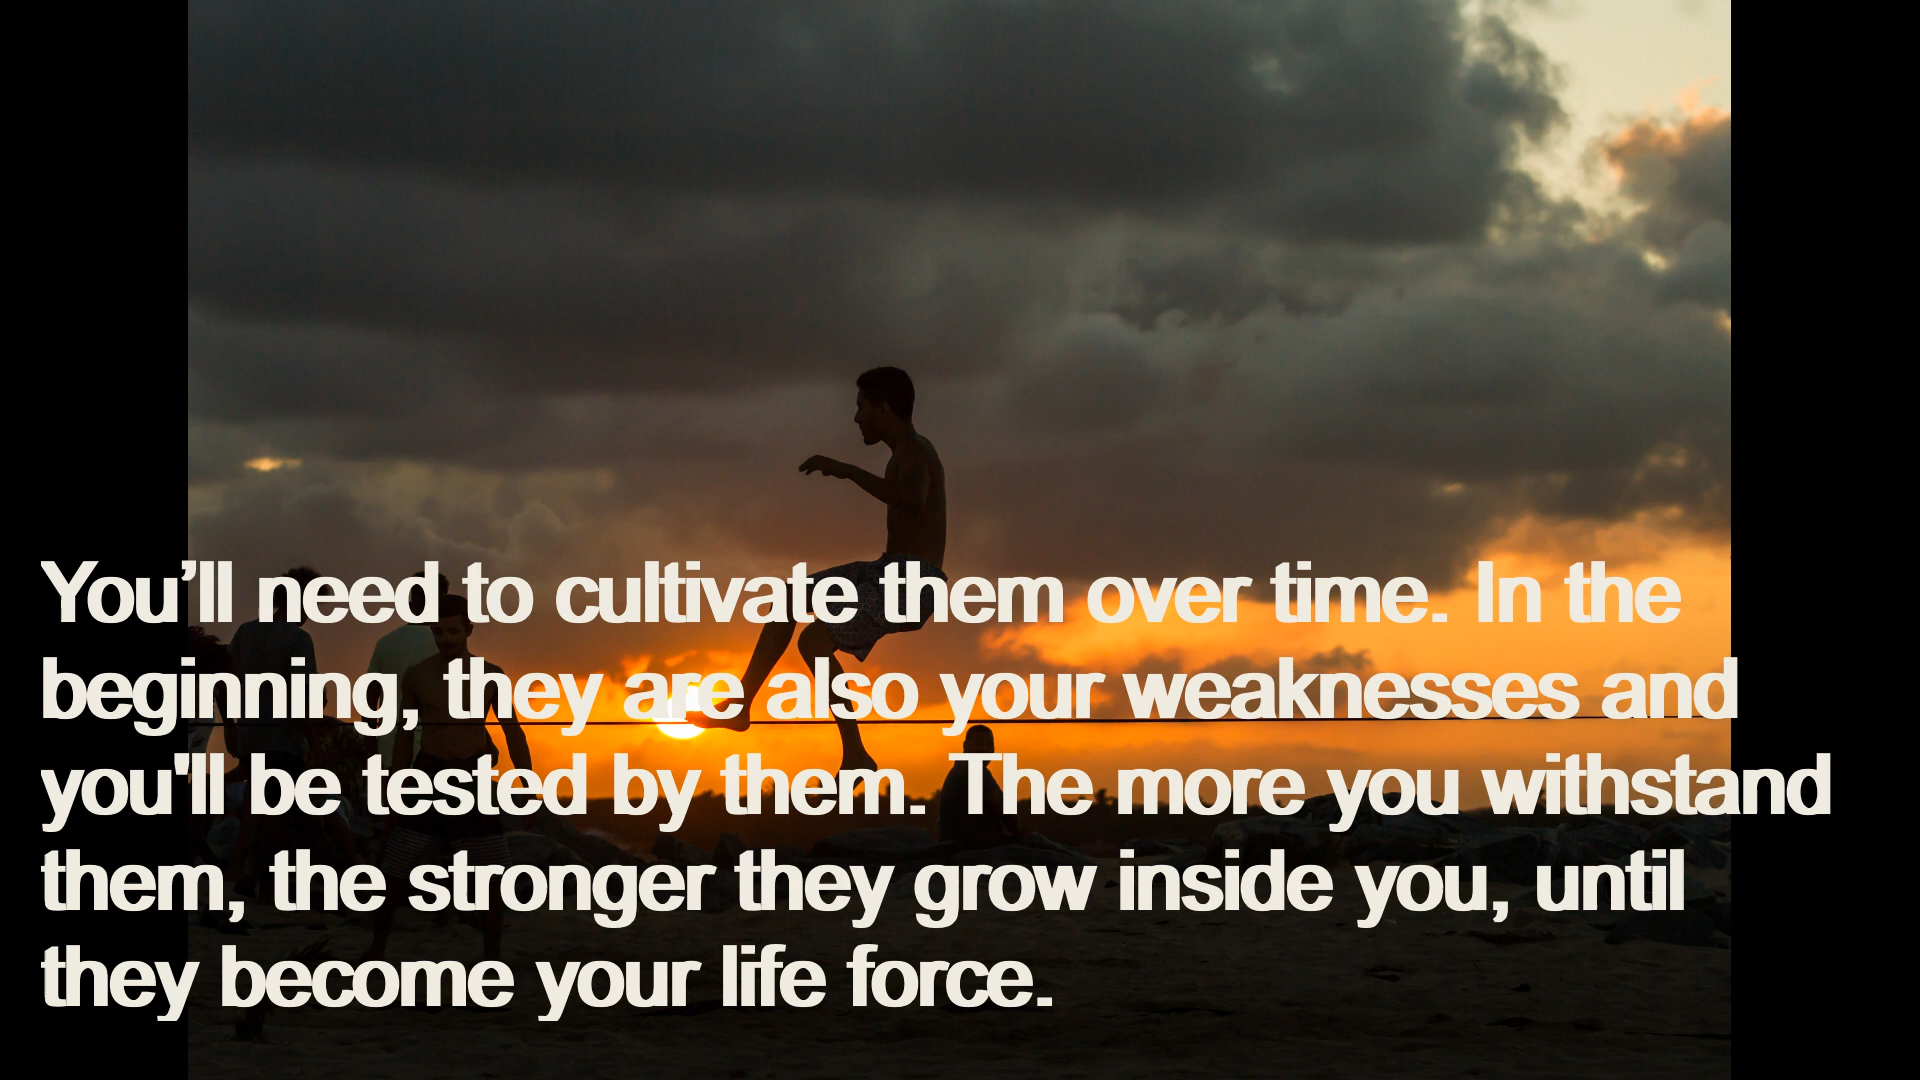 You’ll need to cultivate them over time. In the
beginning, they are also your weaknesses and
you'll be tested by them. The more you withstand
them, the stronger they grow inside you, until
they become your life force.